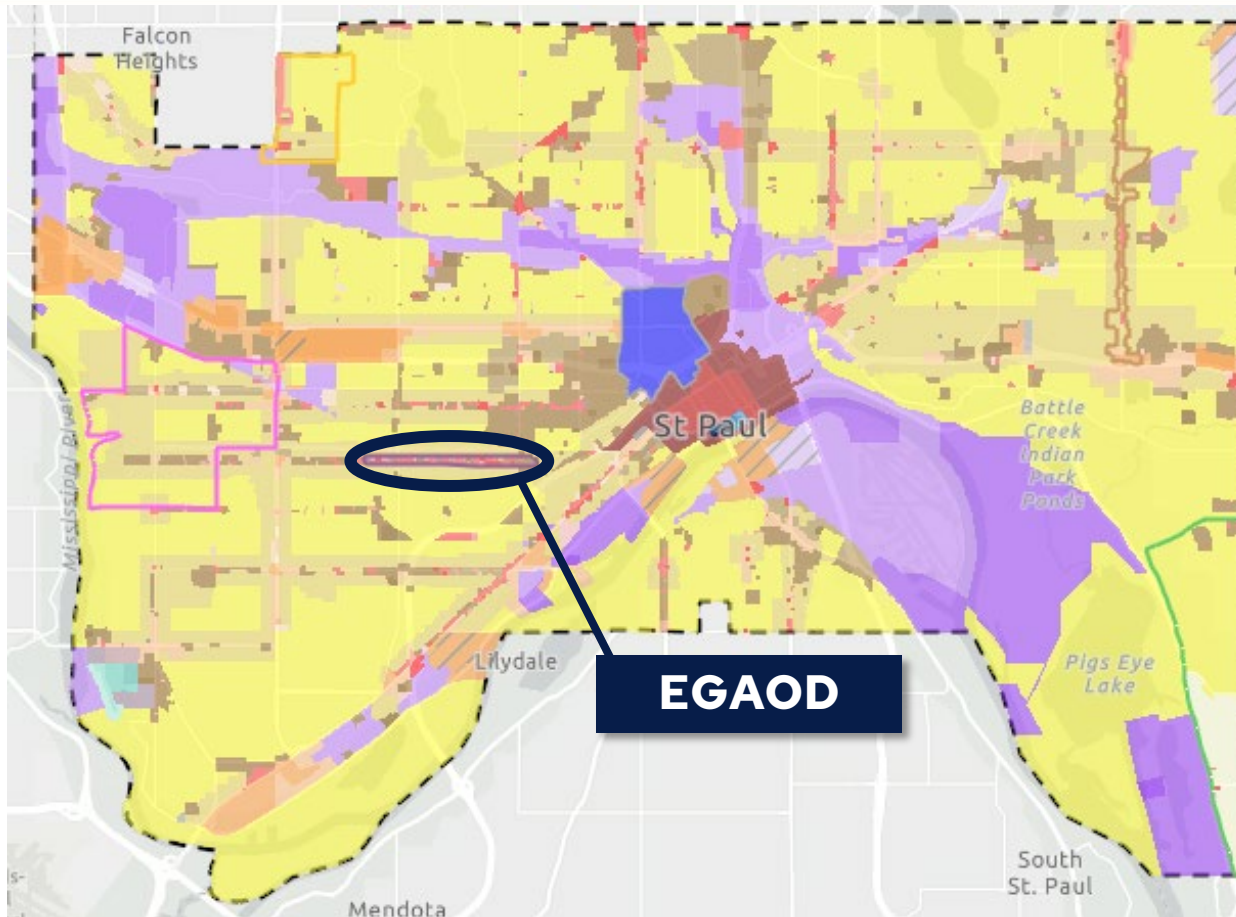 Falcon
Heights
Mississippi River
St Paul
Battle
Creek
Indian
Park
Ponds
Lilydale
Pigs Eye
Lake
EGAOD
South
St. Paul
Mendota